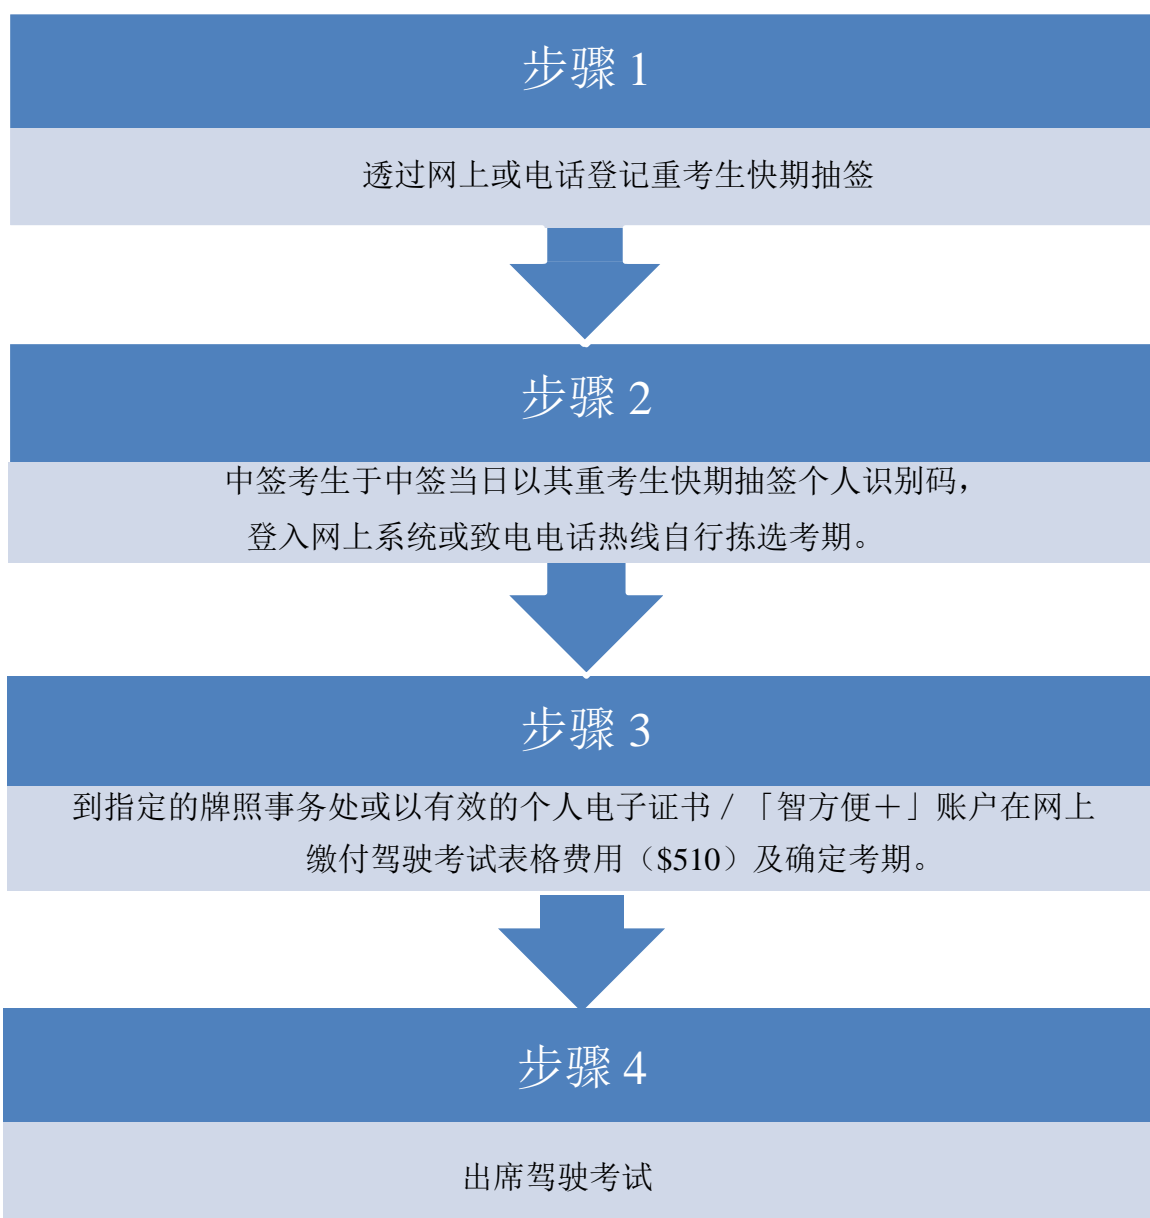 步骤 1
透过网上或电话登记重考生快期抽签
步骤 2
中签考生于中签当日以其重考生快期抽签个人识别码，
登入网上系统或致电电话热线自行拣选考期。
步骤 3
到指定的牌照事务处或以有效的个人电子证书 / 「智方便＋」账户在网上
缴付驾驶考试表格费用（$510）及确定考期。
步骤 4
出席驾驶考试